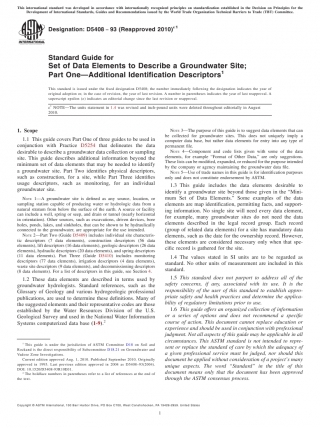 This international standard was developed in accordance with internationally recognized principles on standardization established in the Decision on Principles for the
Development of International Standards, Guides and Recommendations issued by the World Trade Organization Technical Barriers to Trade (TBT) Committee.
Designation: D5408 − 93 (Reapproved 2010)
Standard Guide for
Set of Data Elements to Describe a Groundwater Site;
Part One—Additional Identification Descriptors1
This standard is issued under the fixed designation D5408; the number immediately following the designation indicates the year of
original adoption or, in the case of revision, the year of last revision. A number in parentheses indicates the year of last reapproval. A
superscript epsilon (´) indicates an editorial change since the last revision or reapproval.
NOTE—The units statement in 1.4 was revised and inch-pound units were deleted throughout editorially in August
2010.
1. Scope
1.1 This guide covers Part One of three guides to be used in
conjunction with Practice D5254 that delineates the data
desirable to describe a groundwater data collection or sampling
site. This guide describes additional information beyond the
minimum set of data elements that may be needed to identify
a groundwater site. Part Two identifies physical descriptors,
such as construction, for a site, while Part Three identifies
usage descriptors, such as monitoring, for an individual
groundwater site.
NOTE 1—A groundwater site is defined as any source, location, or
sampling station capable of producing water or hydrologic data from a
natural stratum from below the surface of the earth. A source or facility
can include a well, spring or seep, and drain or tunnel (nearly horizontal
in orientation). Other sources, such as excavations, driven devices, bore
holes, ponds, lakes, and sinkholes, that can be shown to be hydraulically
connected to the groundwater, are appropriate for the use intended.
NOTE 2—Part Two (Guide D5409) includes individual site characteris-
tic descriptors (7 data elements), construction descriptors (56 data
elements), lift descriptors (16 data elements), geologic descriptors (26 data
elements), hydraulic descriptors (20 data elements), and spring descriptors
(11 data elements). Part Three (Guide D5410) includes monitoring
descriptors (77 data elements), irrigation descriptors (4 data elements),
waste site descriptors (9 data elements), and decommissioning descriptors
(8 data elements). For a list of descriptors in this guide, see Section
1.2 These data elements are described in terms used by
groundwater hydrologists. Standard references, such as the
Glossary of Geology and various hydrogeologic professional
publications, are used to determine these definitions. Many of
the suggested elements and their representative codes are those
established by the Water Resources Division of the U.S.
Geological Survey and used in the National Water Information
Systems computerized data base (1-9).2
1 This guide is under the jurisdiction of ASTM Committee D18 on Soil and
Rock and is the direct responsibility of Subcommittee D18.21 on Groundwater and
Vadose Zone Investigations.
Current edition approved Aug. 1, 2010. Published September 2010. Originally
approved in 1993. Last previous edition approved in 2004 as
2 The boldface numbers in parentheses refer to a list of references at the end of
the text.
NOTE 3—The purpose of this guide is to suggest data elements that can
be collected for groundwater sites. This does not uniquely imply a
computer data base, but rather data elements for entry into any type of
permanent file.
NOTE 4—Component and code lists given with some of the data
elements, for example "Format of Other Data," are only suggestions.
These lists can be modified, expanded, or reduced for the purpose intended
by the company or agency maintaining the groundwater data file.
NOTE 5—Use of trade names in this guide is for identification purposes
only and does not constitute endorsement by ASTM.
1.3 This guide includes the data elements desirable to
identify a groundwater site beyond those given in the "Mini-
mum Set of Data Elements." Some examples of the data
elements are map identification, permitting facts, and support-
ing information. No single site will need every data element,
for example, many groundwater sites do not need the data
elements described in the legal record group. Each record
(group of related data elements) for a site has mandatory data
elements, such as the date for the ownership record. However,
these elements are considered necessary only when that spe-
cific record is gathered for the site.
1.4 The values stated in SI units are to be regarded as
standard. No other units of measurement are included in this
standard.
1.5 This standard does not purport to address all of the
safety concerns, if any, associated with its use. It is the
responsibility of the user of this standard to establish appro-
priate safety and health practices and determine the applica-
bility of regulatory limitations prior to use.
1.6 This guide offers an organized collection of information
or a series of options and does not recommend a specific
course of action. This document cannot replace education or
experience and should be used in conjunction with professional
judgment. Not all aspects of this guide may be applicable in all
circumstances. This ASTM standard is not intended to repre-
sent or replace the standard of care by which the adequacy of
a given professional service must be judged, nor should this
document be applied without consideration of a project's many
unique aspects. The word "Standard" in the title of this
document means only that the document has been approved
through the ASTM consensus process.
Copyright © ASTM International, 100 Barr Harbor Drive, PO Box C700, West Conshohocken, PA 19428-2959. United States
1